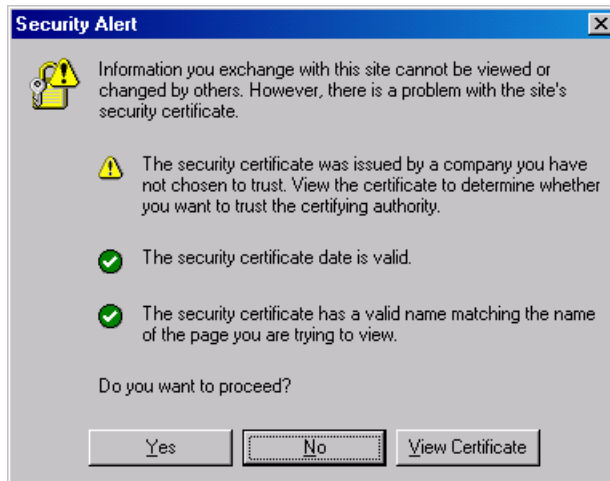 Security Alert
Information you exchange with this site cannot be viewed or
changed by others. However, there is a problem with the site's
security certificate.
The security certificate was issued by a company you have
not chosen to trust. View the certificate to determine whether
you want to trust the certifying authority.
The security certificate date is valid.
The security certificate has a valid name matching the name
of the page you are trying to view.
Do you want to proceed?
Yes No View Certificate